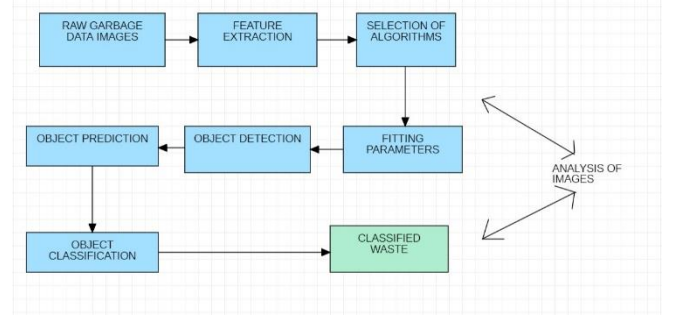 RAW GARBAGE
DATA IMAGES
FEATURE
EXTRACTION
SELECTION OF
ALGORITHMS
FITTING
PARAMETERS
OBJECT DETECTION
OBJECT PREDICTION
OBJECT
CLASSIFICATION
CLASSIFIED
WASTE
ANALYSIS OF
IMAGES